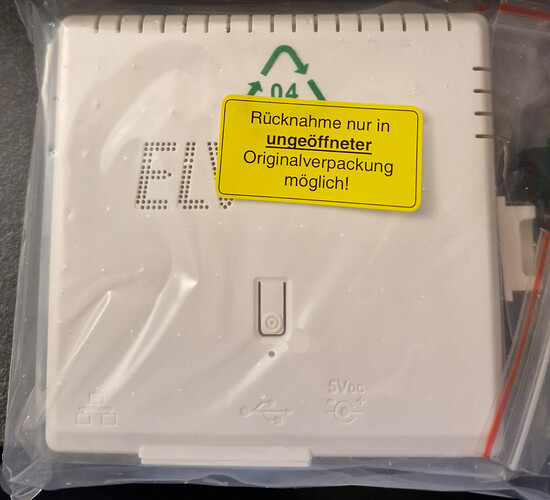 04
Rücknahme nur in
ungeöffneter
Originalverpackung
möglich!
ELV
5VDC